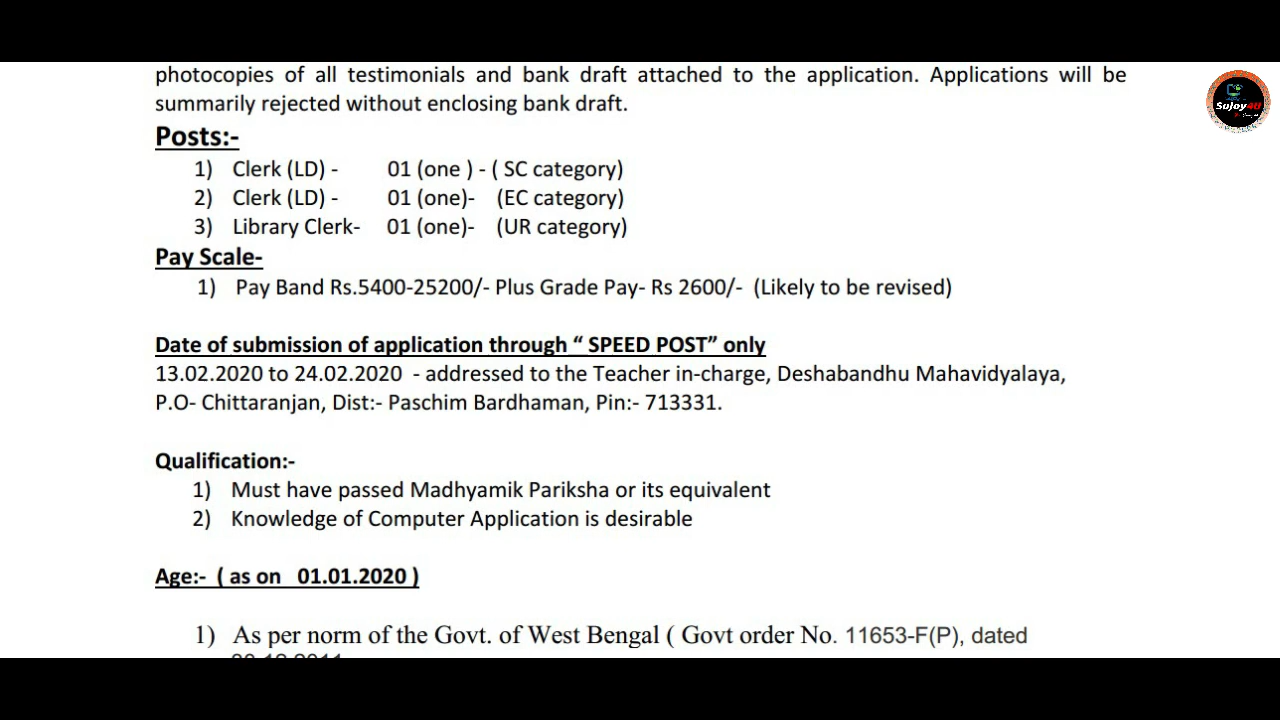 photocopies of all testimonials and bank draft attached to the application. Applications will be
summarily rejected without enclosing bank draft.
Posts:-
1) Clerk (LD) - 01 (one ) - ( SC category)
2) Clerk (LD) - 01 (one)- (EC category)
3) Library Clerk- 01 (one)- (UR category)
Pay Scale-
1) Pay Band Rs.5400-25200/- Plus Grade Pay- Rs 2600/- (Likely to be revised)
Date of submission of application through “ SPEED POST” only
13.02.2020 to 24.02.2020 - addressed to the Teacher in-charge, Deshabandhu Mahavidyalaya,
P.O- Chittaranjan, Dist:- Paschim Bardhaman, Pin:- 713331.
Qualification:-
1) Must have passed Madhyamik Pariksha or its equivalent
2) Knowledge of Computer Application is desirable
Age:- ( as on 01.01.2020 )
1) As per norm of the Govt. of West Bengal ( Govt order No. 11653-F(P), dated
SuJoy4U